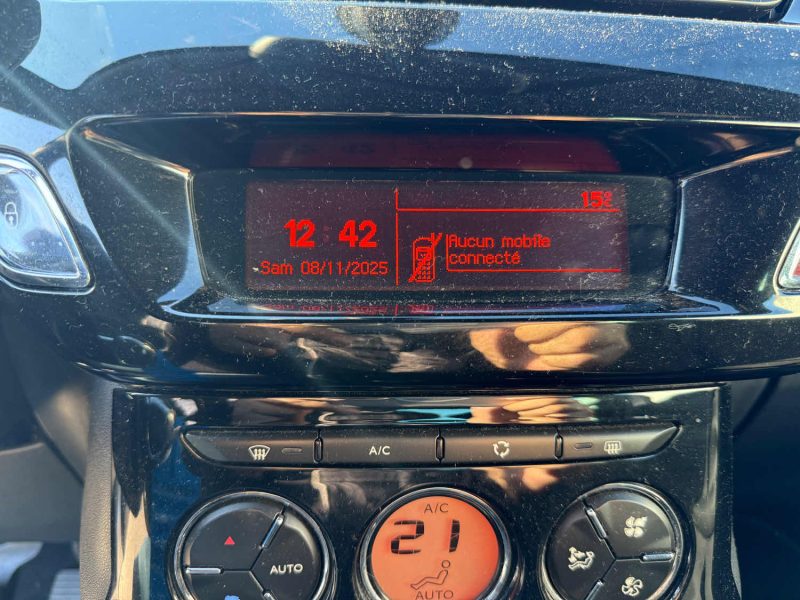 15°C
12:42
Sam 08/11/2025
Aucun mobile
connecté
A/C
A/C
21
AUTO
AUTO